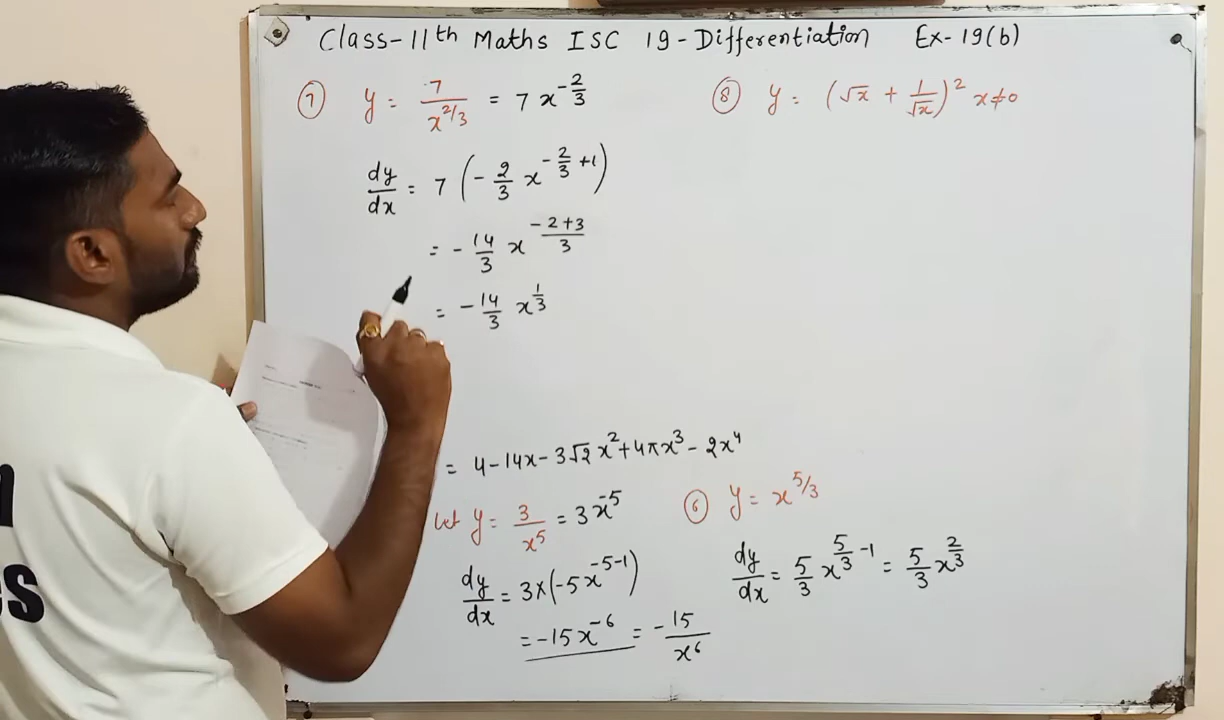 Class-11th Maths ISC 19-Differentiation Ex-19(b)
⑦ y = 7/x^{2/3} = 7 x^{-2/3}
dy/dx = 7 (-2/3 x^{-2/3 +1})
= -14/3 x^{(-2+3)/3}
= -14/3 x^{1/3}
⑧ y = (√x + 1/√x)² x≠0
= 4-14x-3√2 x²+4πx³-2x⁴
Let y = 3/x⁵ = 3x^{-5}
dy/dx = 3×(-5x^{-5-1})
= -15x^{-6} = -15/x⁶
⑥ y = x^{5/3}
dy/dx = 5/3 x^{5/3 -1} = 5/3 x^{2/3}